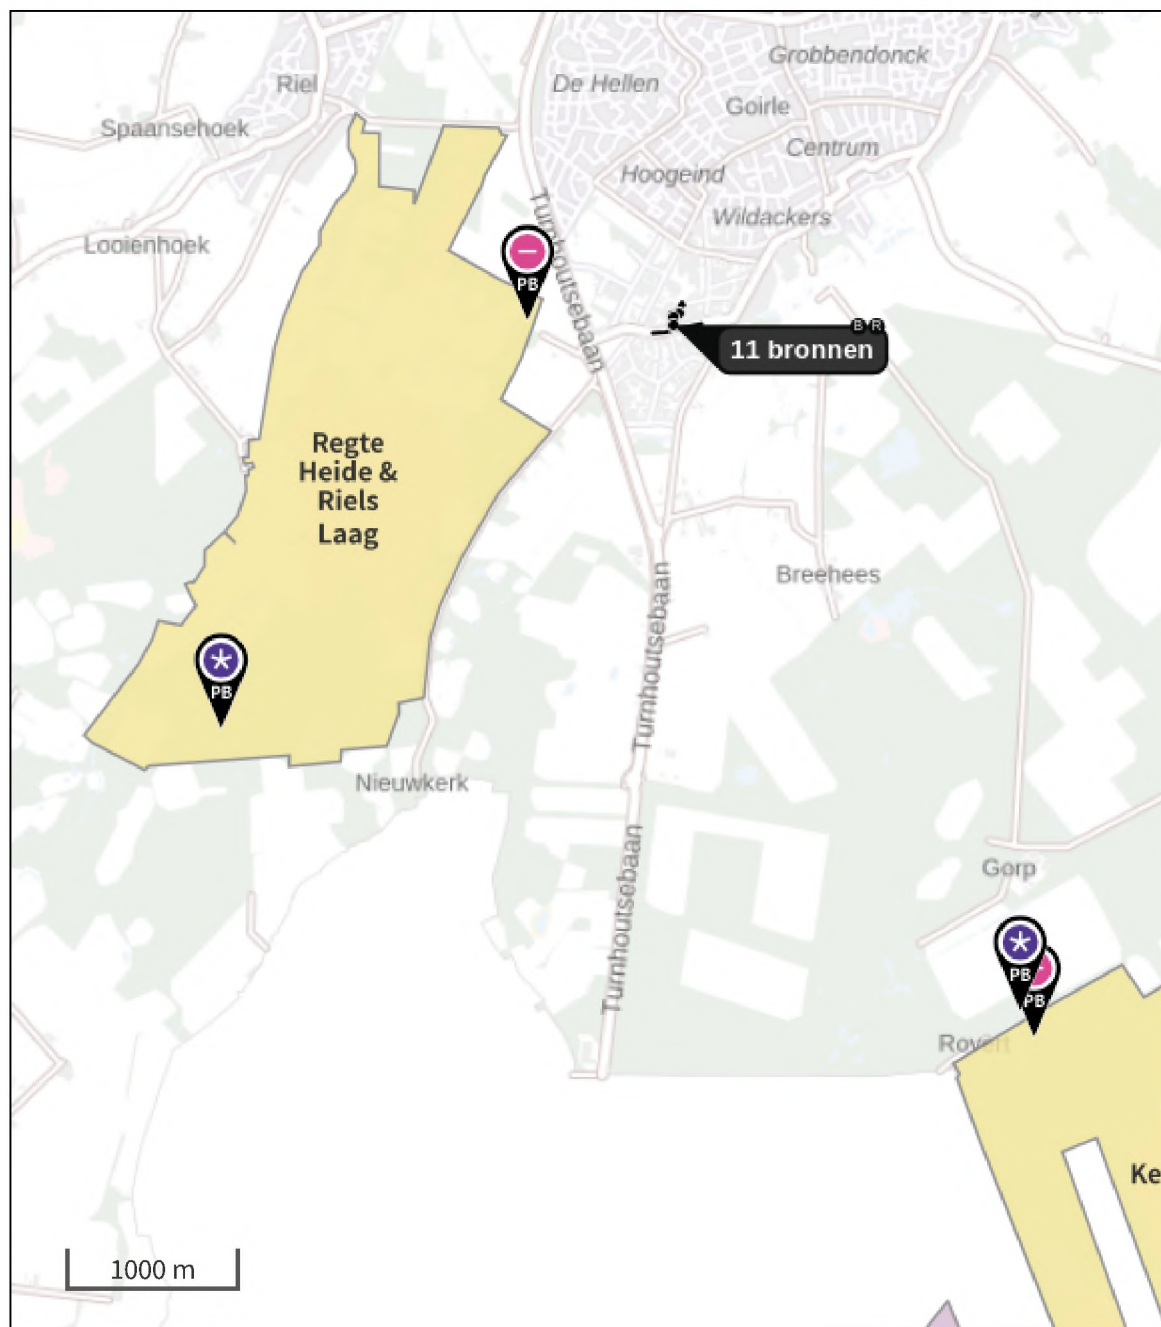 Grobbendonck
Riel
De Hellen
Goirle
Spaansehoek
Centrum
Hoogeind
Wildackers
Looienhoek
Turnhoutsebaan
PB
B R
11 bronnen
Regte
Heide &
Riels
Laag
Breehees
Turnhoutsebaan
PB
Nieuwkerk
Turnhoutsebaan
Gorp
PB
PB
Rovert
Ke
1000 m